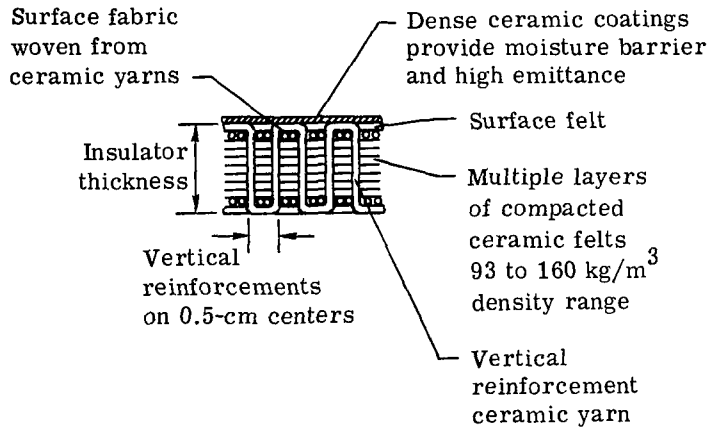 Surface fabric
woven from
ceramic yarns
Dense ceramic coatings
provide moisture barrier
and high emittance
Surface felt
Insulator
thickness
Multiple layers
of compacted
ceramic felts
93 to 160 kg/m³
density range
Vertical
reinforcements
on 0.5-cm centers
Vertical
reinforcement
ceramic yarn